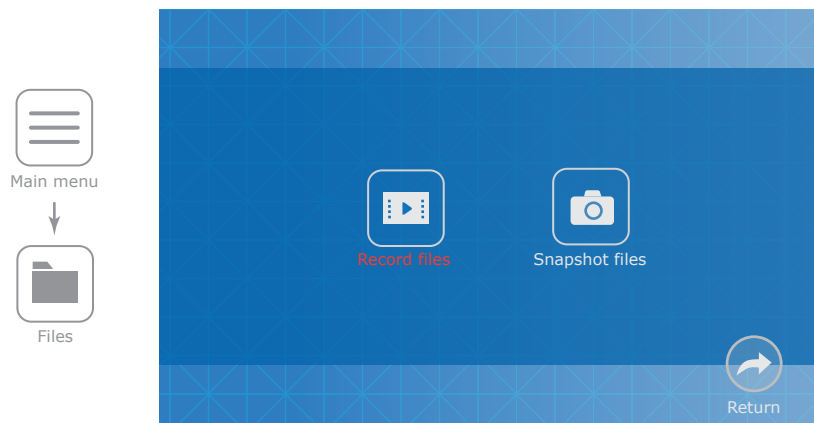 Main menu
Files
Record files
Snapshot files
Return